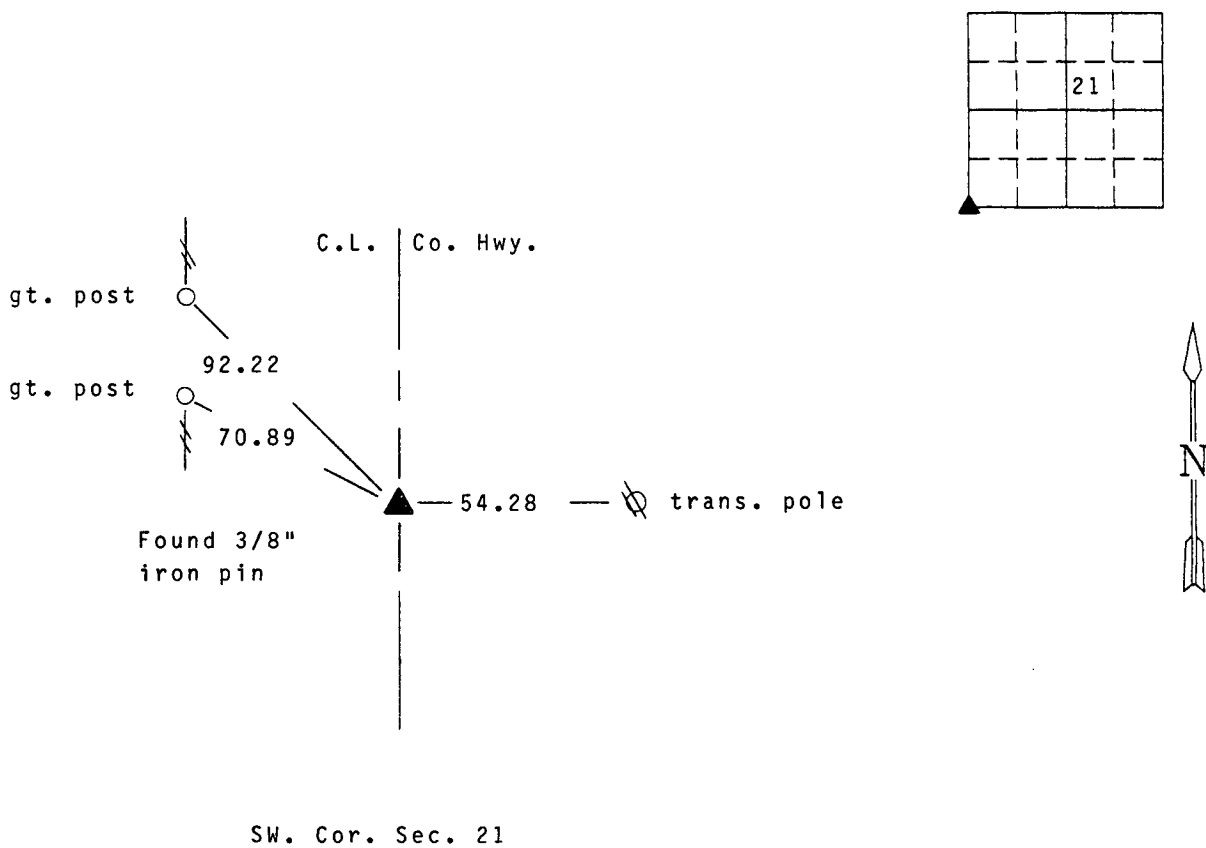 21
C.L. Co. Hwy.
gt. post
92.22
gt. post
70.89
54.28 trans. pole
N
Found 3/8"
iron pin
SW. Cor. Sec. 21